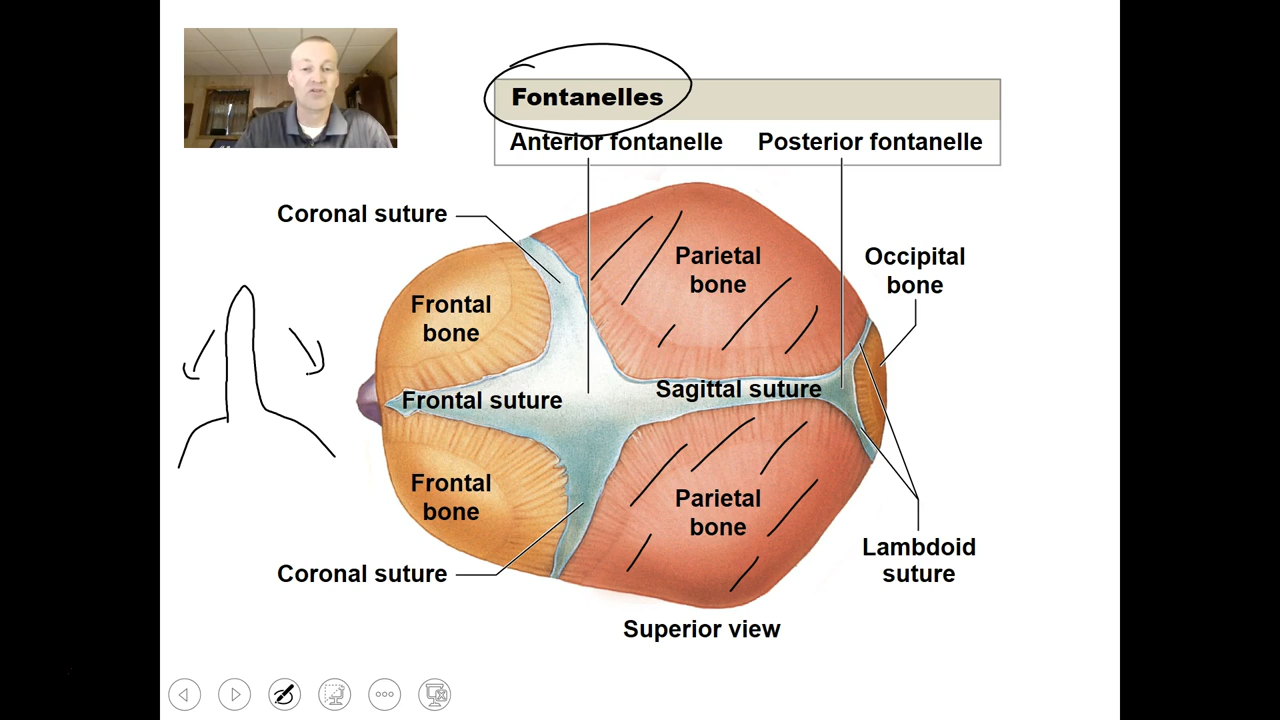 Fontanelles
Anterior fontanelle
Posterior fontanelle
Coronal suture
Parietal
bone
Occipital
bone
Frontal
bone
Sagittal suture
Frontal suture
Frontal
bone
Parietal
bone
Lambdoid
suture
Coronal suture
Superior view